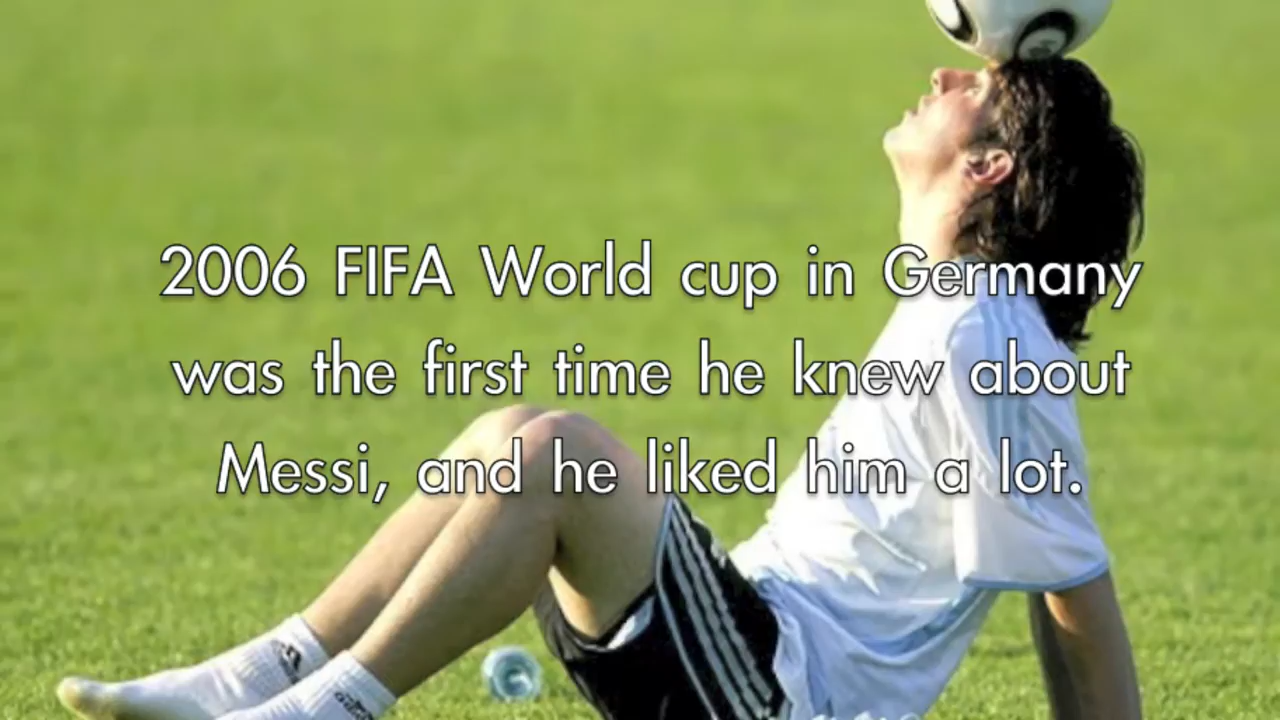 2006 FIFA World cup in Germany
was the first time he knew about
Messi, and he liked him a lot.